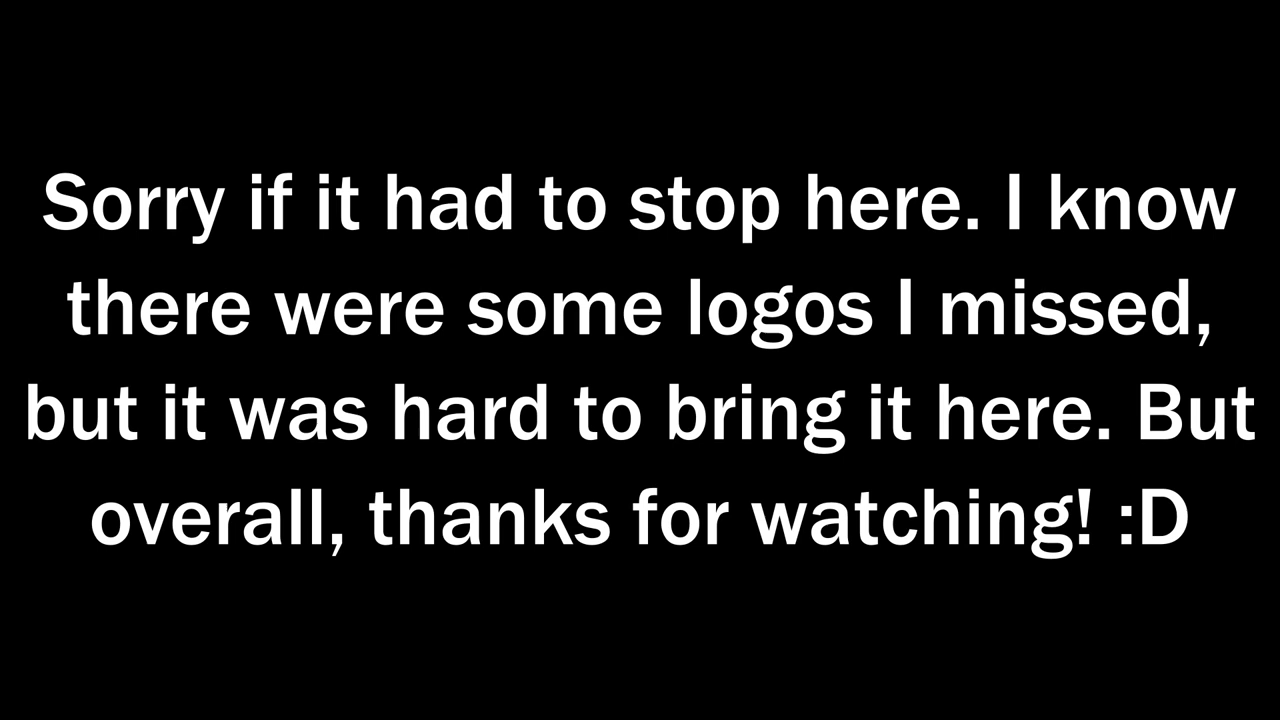 Sorry if it had to stop here. I know
there were some logos I missed,
but it was hard to bring it here. But
overall, thanks for watching! :D